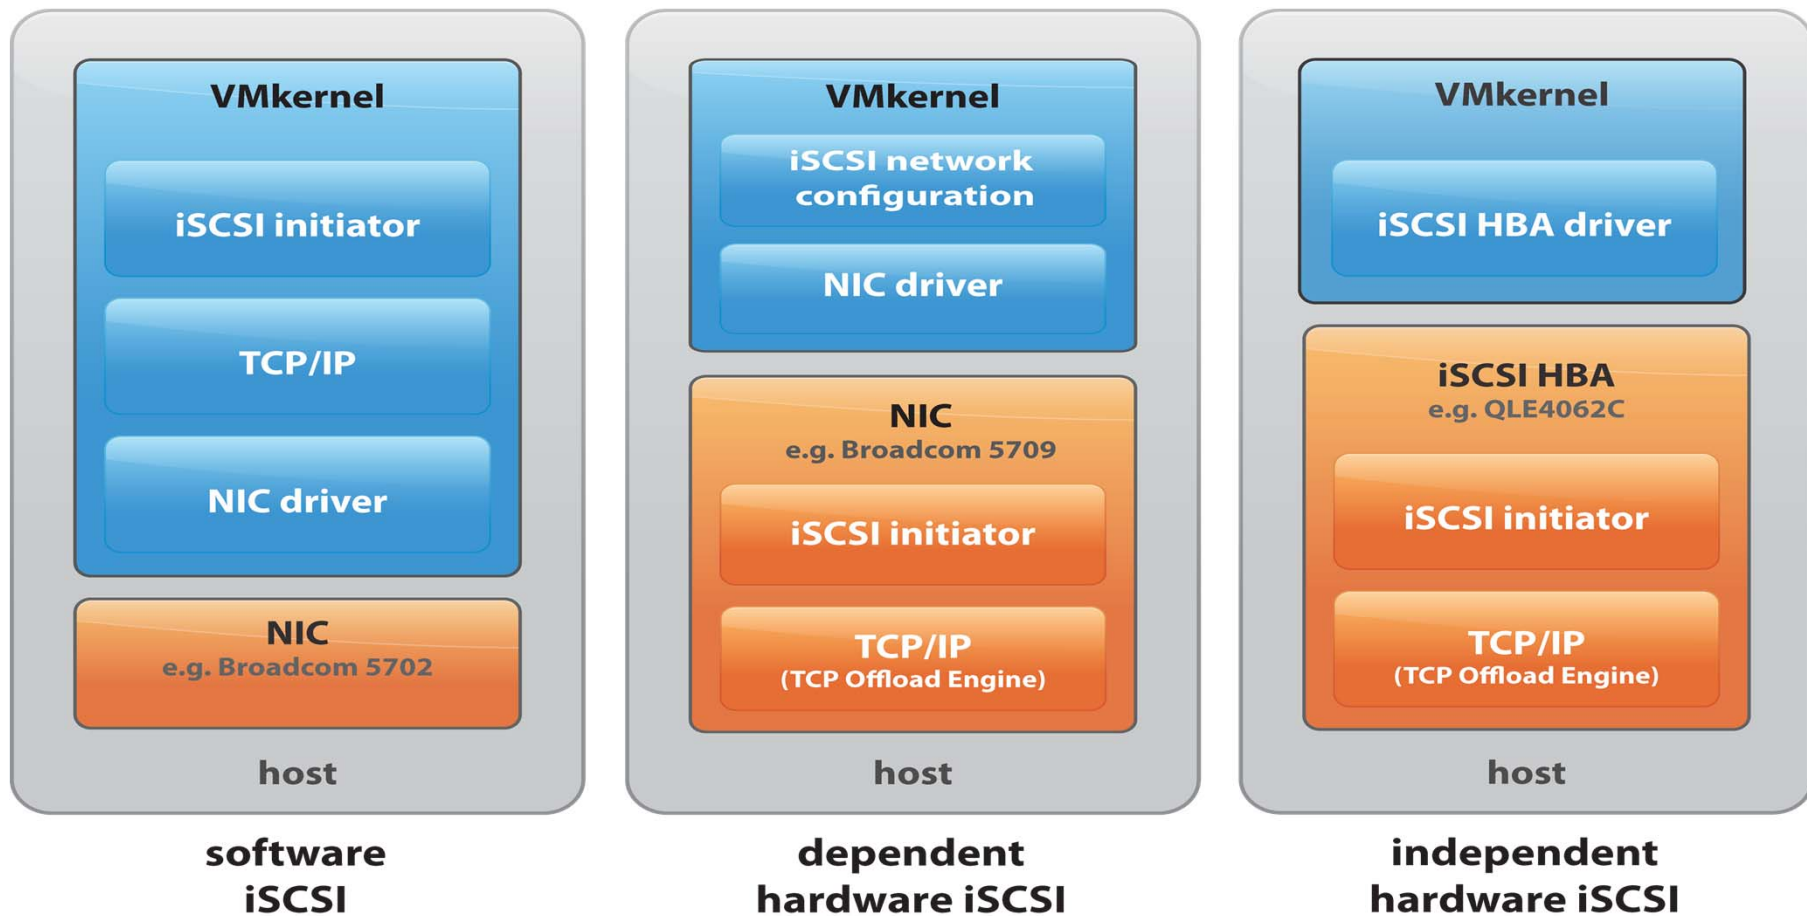 VMkernel
iSCSI initiator
TCP/IP
NIC driver
NIC
e.g. Broadcom 5702
host
software
iSCSI
VMkernel
iSCSI network
configuration
NIC driver
NIC
e.g. Broadcom 5709
iSCSI initiator
TCP/IP
(TCP Offload Engine)
host
dependent
hardware iSCSI
VMkernel
iSCSI HBA driver
iSCSI HBA
e.g. QLE4062C
iSCSI initiator
TCP/IP
(TCP Offload Engine)
host
independent
hardware iSCSI